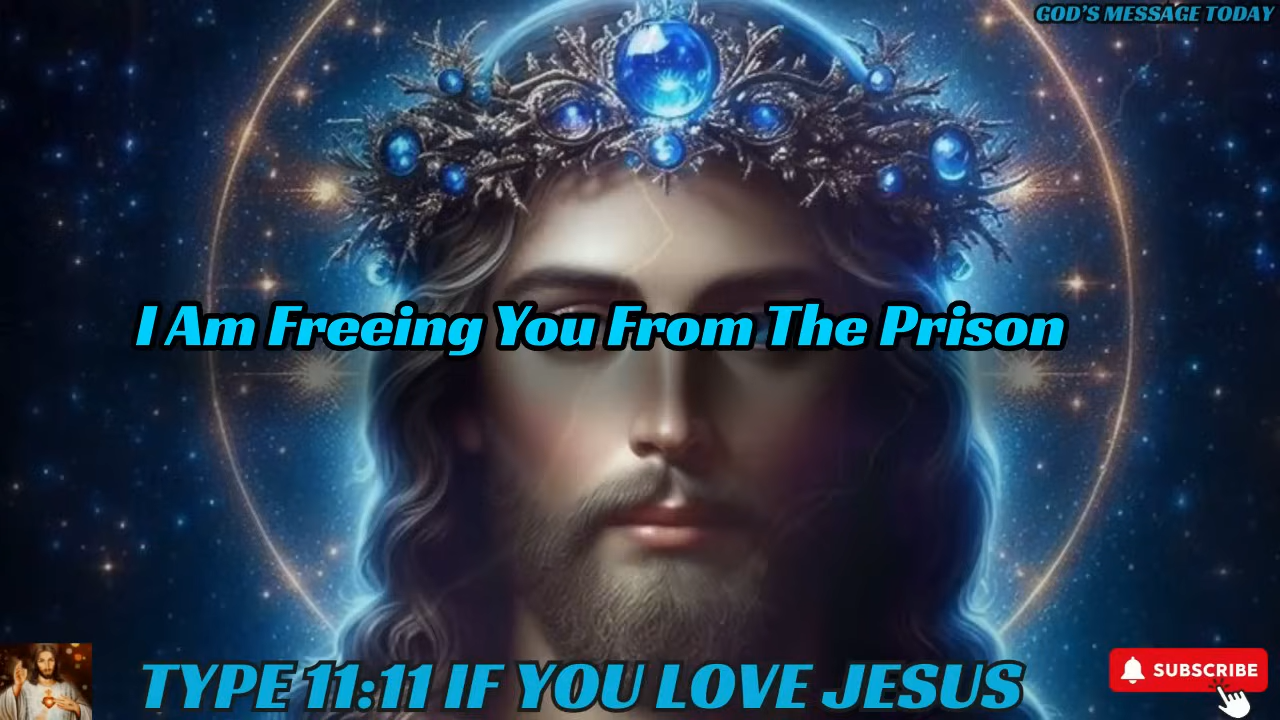 GOD'S MESSAGE TODAY
I Am Freeing You From The Prison
TYPE 11:11 IF YOU LOVE JESUS
SUBSCRIBE